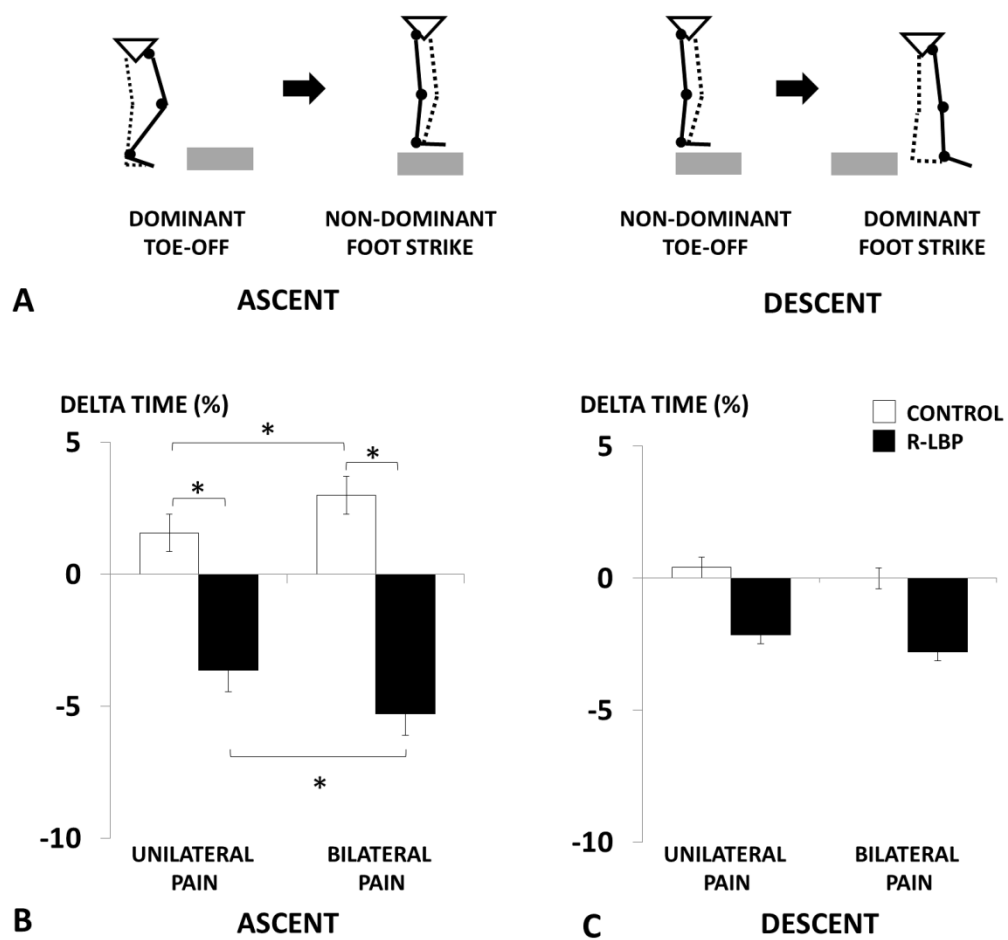 DOMINANT
TOE-OFF
NON-DOMINANT
FOOT STRIKE
NON-DOMINANT
TOE-OFF
DOMINANT
FOOT STRIKE
A
ASCENT
DESCENT
DELTA TIME (%)
5
0
-5
-10
*
*
*
*
UNILATERAL
PAIN
BILATERAL
PAIN
B
ASCENT
DELTA TIME (%)
CONTROL
R-LBP
5
0
-5
-10
UNILATERAL
PAIN
BILATERAL
PAIN
C
DESCENT